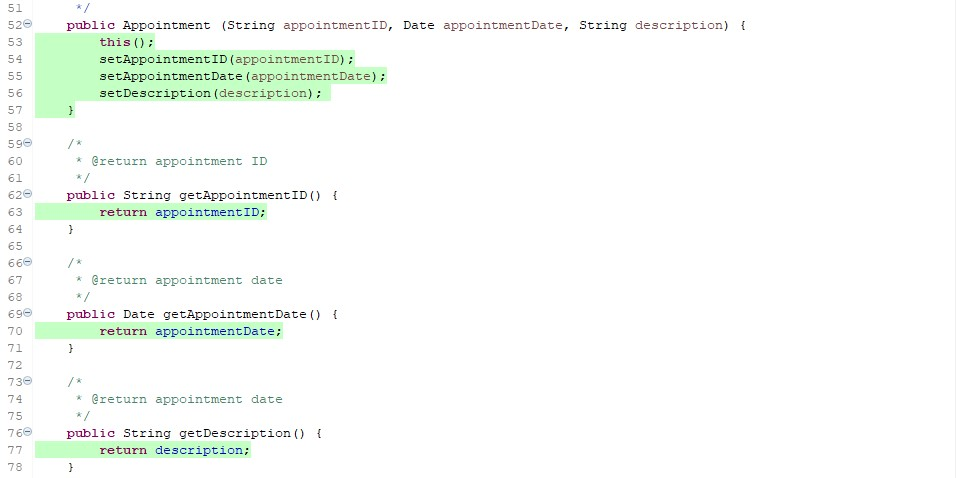 51      */
52    public Appointment (String appointmentID, Date appointmentDate, String description) {
53        this();
54        setAppointmentID(appointmentID);
55        setAppointmentDate(appointmentDate);
56        setDescription(description);
57    }
58
59    /*
60     * @return appointment ID
61     */
62    public String getAppointmentID() {
63        return appointmentID;
64    }
65
66    /*
67     * @return appointment date
68     */
69    public Date getAppointmentDate() {
70        return appointmentDate;
71    }
72
73    /*
74     * @return appointment date
75     */
76    public String getDescription() {
77        return description;
78    }